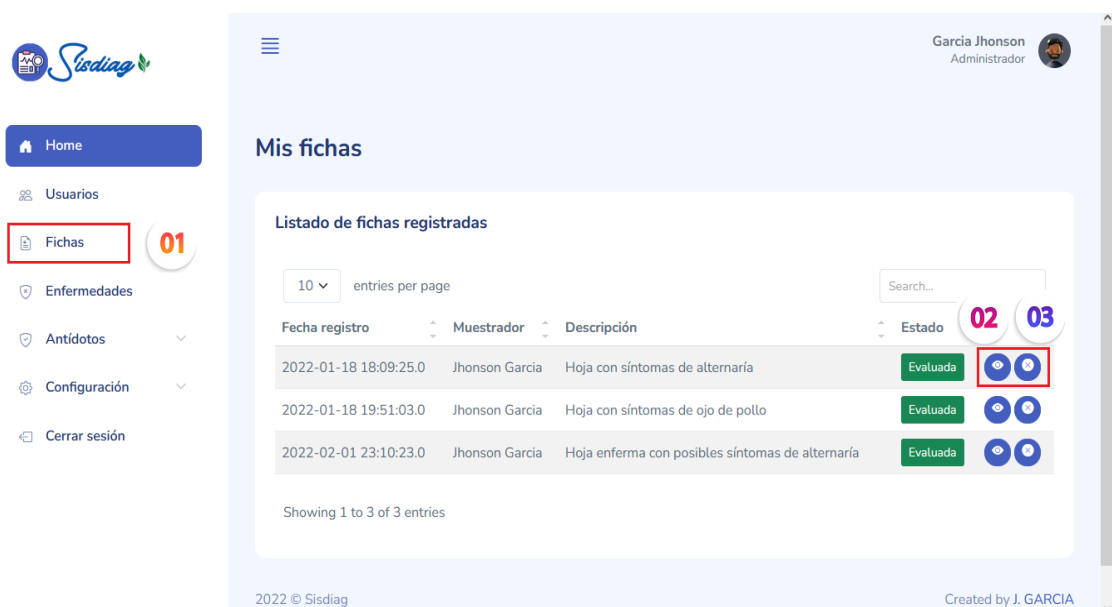 Sisdiag
Garcia Jhonson
Administrador
Home
Usuarios
Fichas
01
Enfermedades
Antídotos
Configuración
Cerrar sesión
Mis fichas
Listado de fichas registradas
10 entries per page
Search...
02 03
Fecha registro Muestrador Descripción Estado
2022-01-18 18:09:25.0 Jhonson Garcia Hoja con síntomas de alternaría Evaluada
2022-01-18 19:51:03.0 Jhonson Garcia Hoja con síntomas de ojo de pollo Evaluada
2022-02-01 23:10:23.0 Jhonson Garcia Hoja enferma con posibles síntomas de alternaría Evaluada
Showing 1 to 3 of 3 entries
2022 © Sisdiag
Created by J. GARCIA